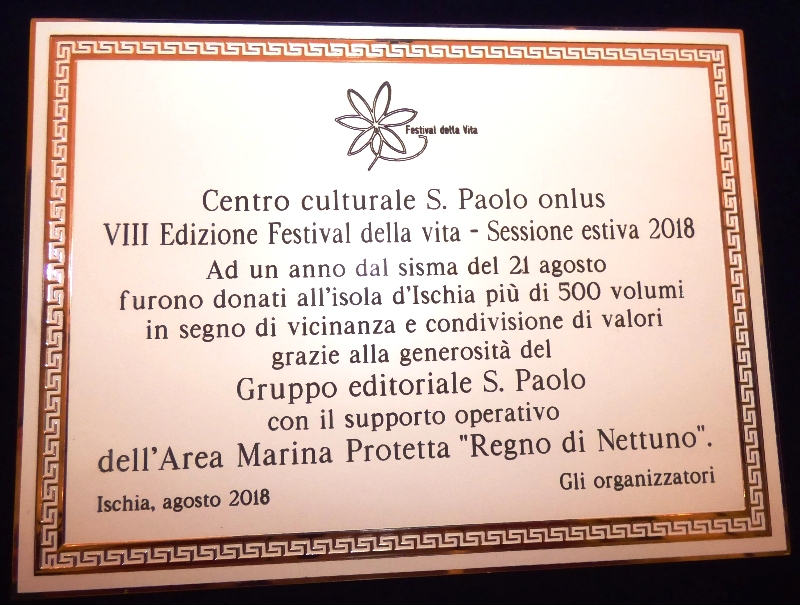 Festival della Vita
Centro culturale S. Paolo onlus
VIII Edizione Festival della vita - Sessione estiva 2018
Ad un anno dal sisma del 21 agosto
furono donati all'isola d'Ischia più di 500 volumi
in segno di vicinanza e condivisione di valori
grazie alla generosità del
Gruppo editoriale S. Paolo
con il supporto operativo
dell'Area Marina Protetta "Regno di Nettuno".
Ischia, agosto 2018
Gli organizzatori